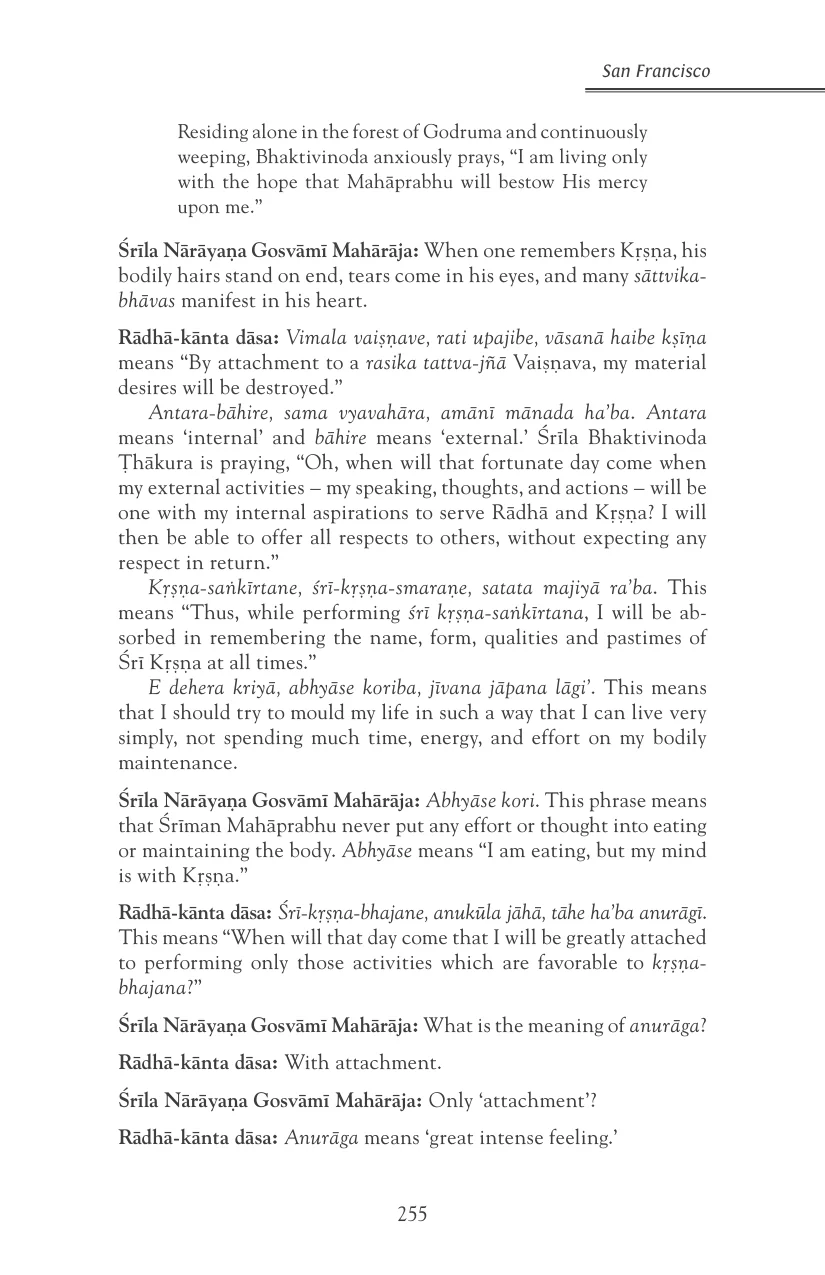 San Francisco
Residing alone in the forest of Godruma and continuously
weeping, Bhaktivinoda anxiously prays, “I am living only
with the hope that Mahāprabhu will bestow His mercy
upon me.”
Śrīla Nārāyaṇa Gosvāmī Mahārāja: When one remembers Kṛṣṇa, his
bodily hairs stand on end, tears come in his eyes, and many sāttvika-
bhāvas manifest in his heart.
Rādhā-kānta dāsa: Vimala vaiṣṇave, rati upajibe, vāsanā haibe kṣīṇa
means “By attachment to a rasika tattva-jñā Vaiṣṇava, my material
desires will be destroyed.”
Antara-bāhire, sama vyavahāra, amānī mānada ha’ba. Antara
means ‘internal’ and bāhire means ‘external.’ Śrīla Bhaktivinoda
Ṭhākura is praying, “Oh, when will that fortunate day come when
my external activities – my speaking, thoughts, and actions – will be
one with my internal aspirations to serve Rādhā and Kṛṣṇa? I will
then be able to offer all respects to others, without expecting any
respect in return.”
Kṛṣṇa-saṅkīrtane, śrī-kṛṣṇa-smaraṇe, satata majiyā ra’ba. This
means “Thus, while performing śrī kṛṣṇa-saṅkīrtana, I will be ab-
sorbed in remembering the name, form, qualities and pastimes of
Śrī Kṛṣṇa at all times.”
E dehera kriyā, abhyāse koriba, jīvana jāpana lāgi’. This means
that I should try to mould my life in such a way that I can live very
simply, not spending much time, energy, and effort on my bodily
maintenance.
Śrīla Nārāyaṇa Gosvāmī Mahārāja: Abhyāse kori. This phrase means
that Śrīman Mahāprabhu never put any effort or thought into eating
or maintaining the body. Abhyāse means “I am eating, but my mind
is with Kṛṣṇa.”
Rādhā-kānta dāsa: Śrī-kṛṣṇa-bhajane, anukūla jāhā, tāhe ha’ba anurāgī.
This means “When will that day come that I will be greatly attached
to performing only those activities which are favorable to kṛṣṇa-
bhajana?”
Śrīla Nārāyaṇa Gosvāmī Mahārāja: What is the meaning of anurāga?
Rādhā-kānta dāsa: With attachment.
Śrīla Nārāyaṇa Gosvāmī Mahārāja: Only ‘attachment’?
Rādhā-kānta dāsa: Anurāga means ‘great intense feeling.’
255